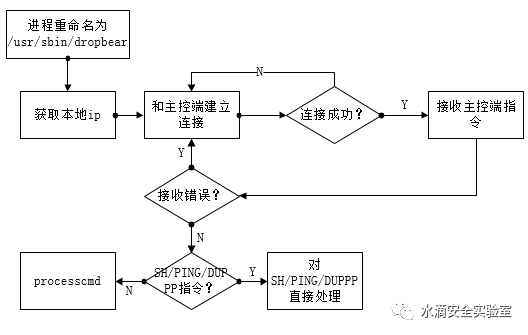 进程重命名为
/usr/sbin/dropbear
N
获取本地ip
和主控端建立
连接
连接成功?
Y
接收主控端指
令
Y
接收错误?
N
processcmd
N
SH/PING/DUP
PP指令?
Y
对
SH/PING/DUPPP
直接处理
水滴安全实验室